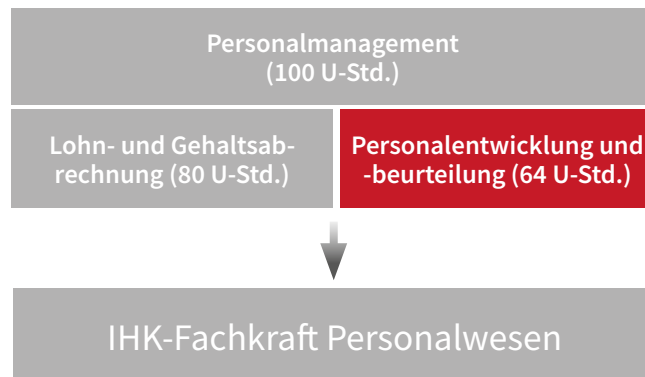 Personalmanagement
(100 U-Std.)
Lohn- und Gehaltsab-
rechnung (80 U-Std.)
Personalentwicklung und
-beurteilung (64 U-Std.)
IHK-Fachkraft Personalwesen